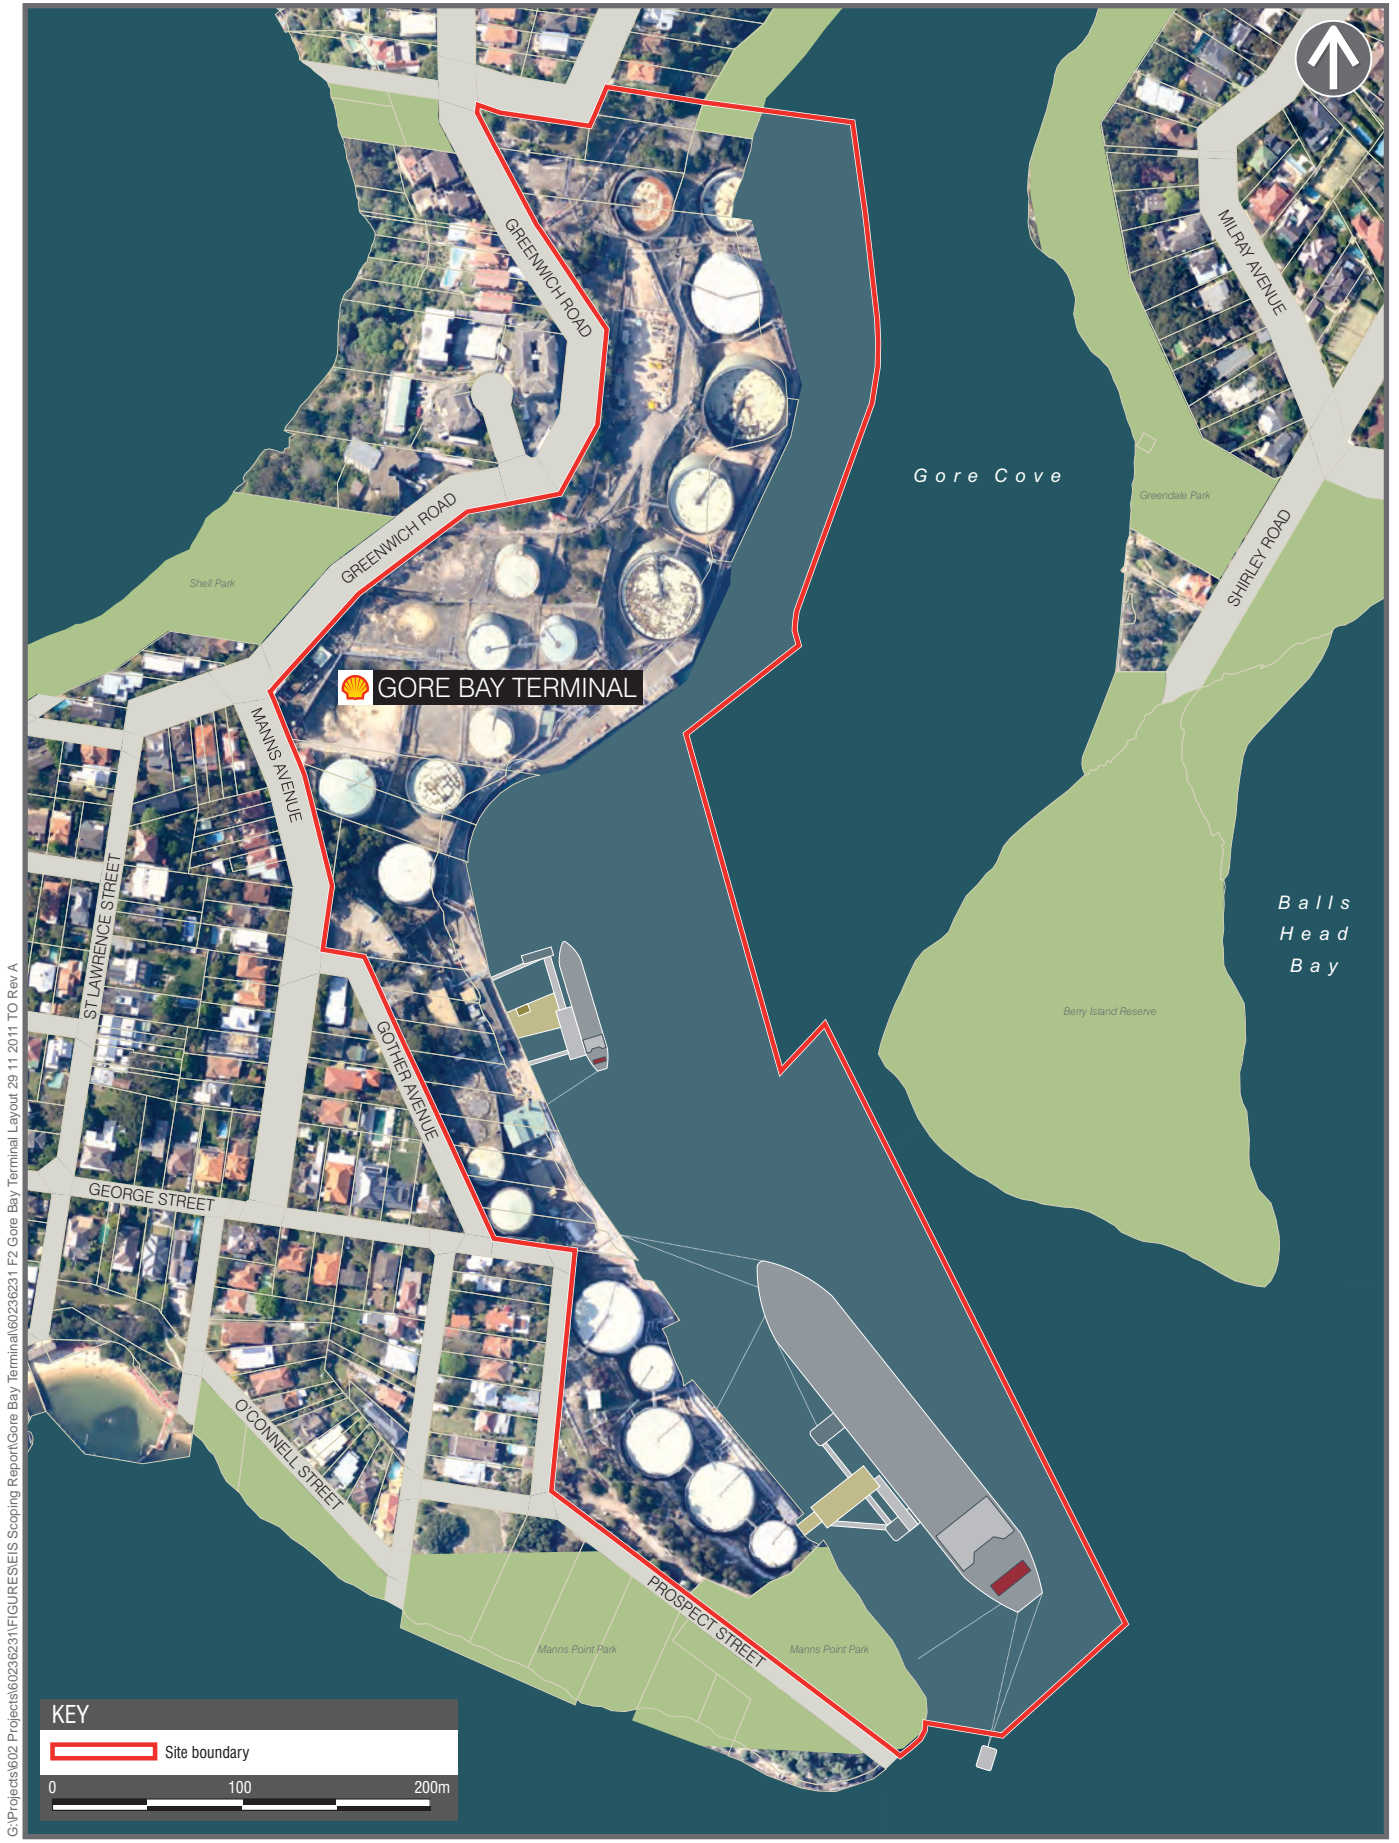 GREENWICH ROAD
MILRAY AVENUE
Gore Cove
Greendale Park
GREENWICH ROAD
SHIRLEY ROAD
Shell Park
GORE BAY TERMINAL
MANNS AVENUE
ST LAWRENCE STREET
Balls
Head
Bay
Berry Island Reserve
GOTHER AVENUE
GEORGE STREET
O'CONNELL STREET
PROSPECT STREET
Manns Point Park
Manns Point Park
KEY
Site boundary
0 100 200m
G:\Projects\602 Projects\60236231\FIGURES\EIS Scoping Report\Gore Bay Terminal\60236231 F2 Gore Bay Terminal Layout 29 11 2011 TO Rev A